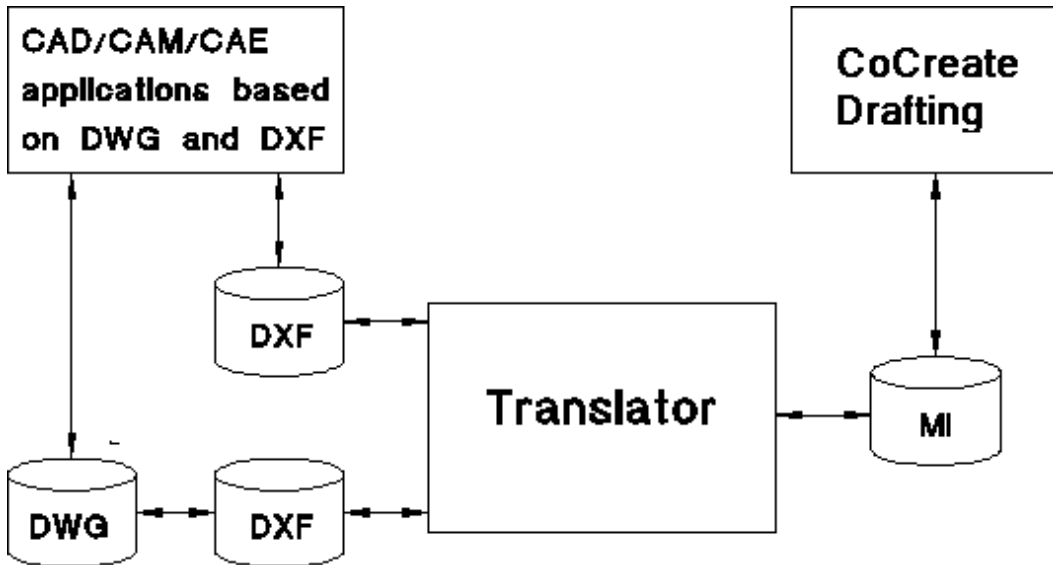 CAD/CAM/CAE
applications based
on DWG and DXF
CoCreate
Drafting
DXF
Translator
MI
DWG
DXF